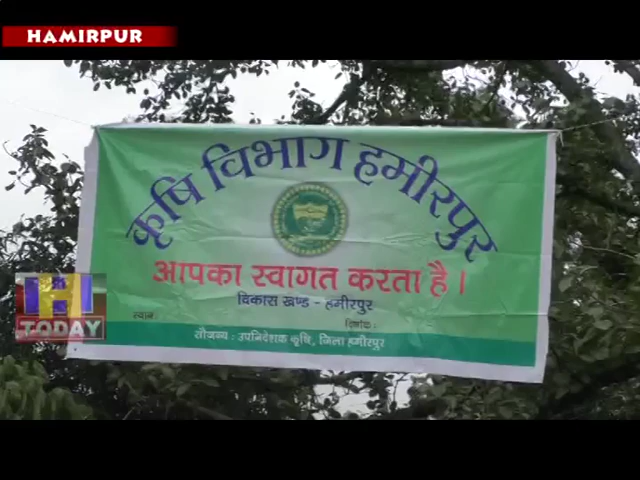 HAMIRPUR
कृषि विभाग हमीरपुर
आपका स्वागत करता है।
विकास खण्ड - हमीरपुर
स्थान :
दिनांक :
सौजन्य : उपनिदेशक कृषि, जिला हमीरपुर
TODAY